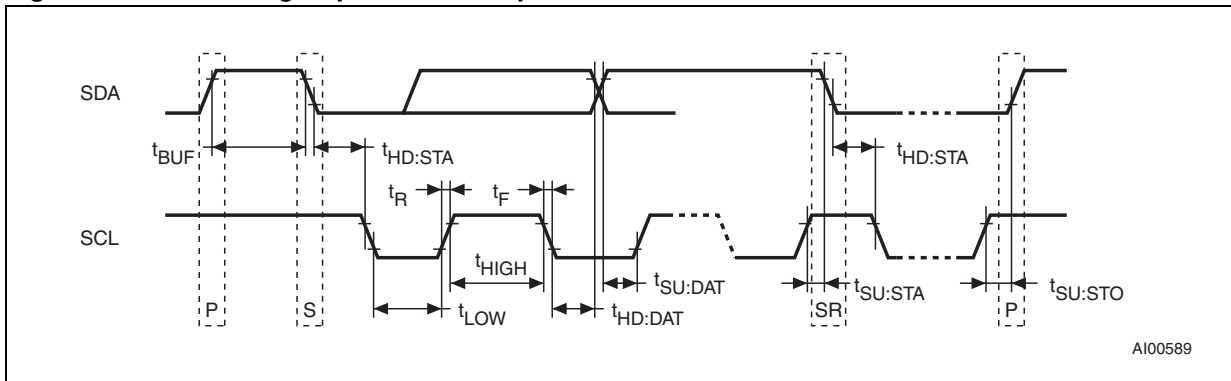 SDA
tBUF
tHD:STA
tHD:STA
tR
tF
SCL
tHIGH
tSU:DAT
tSU:STA
tSU:STO
P
S
tLOW
tHD:DAT
SR
P
AI00589